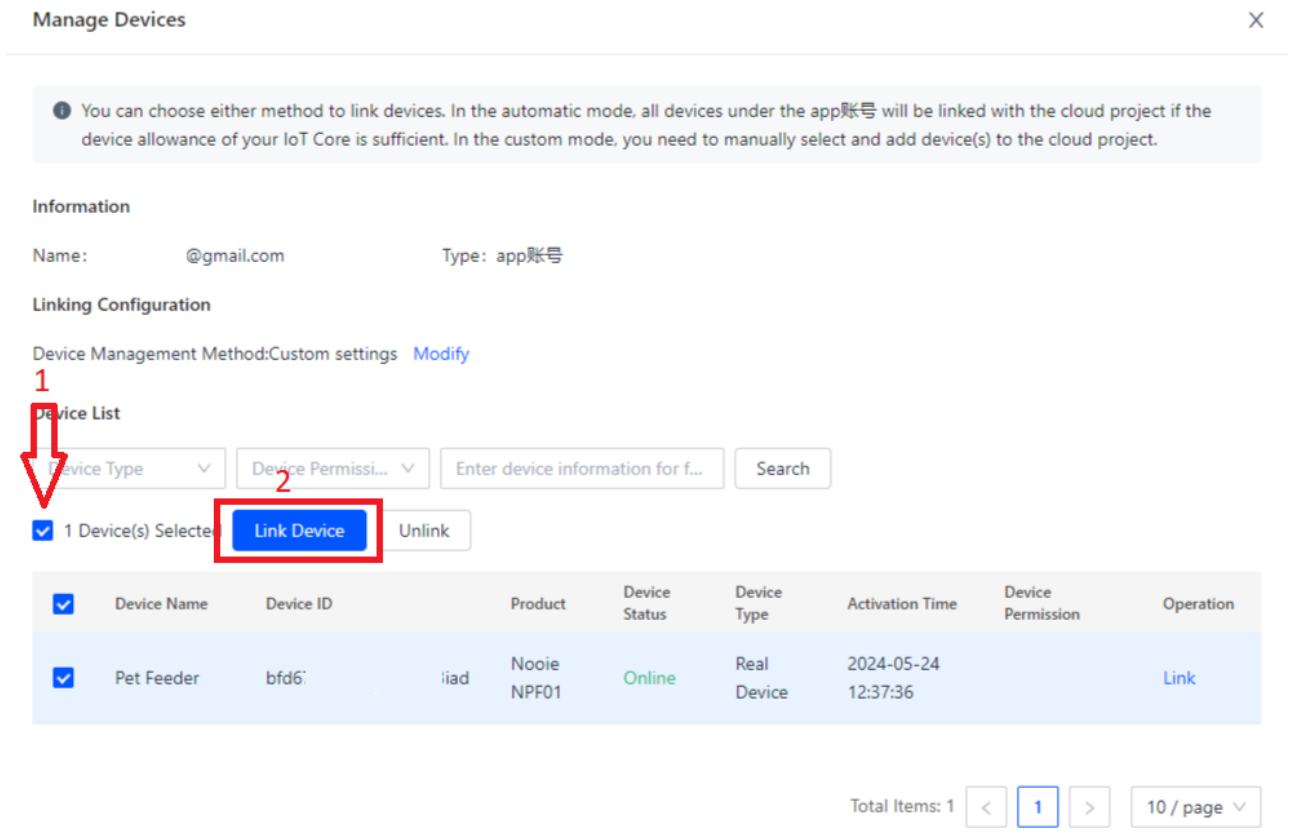 Manage Devices
You can choose either method to link devices. In the automatic mode, all devices under the app账号 will be linked with the cloud project if the
device allowance of your IoT Core is sufficient. In the custom mode, you need to manually select and add device(s) to the cloud project.
Information
Name: @gmail.com Type: app账号
Linking Configuration
Device Management Method:Custom settings Modify
1
Device List
Device Type Device Permissi... Enter device information for f... Search
2
1 Device(s) Selected Link Device Unlink
Device Name Device ID Product Device Status Device Type Activation Time Device Permission Operation
Pet Feeder bfd6 iad Nooie NPF01 Online Real Device 2024-05-24 12:37:36 Link
Total Items: 1 < 1 > 10 / page